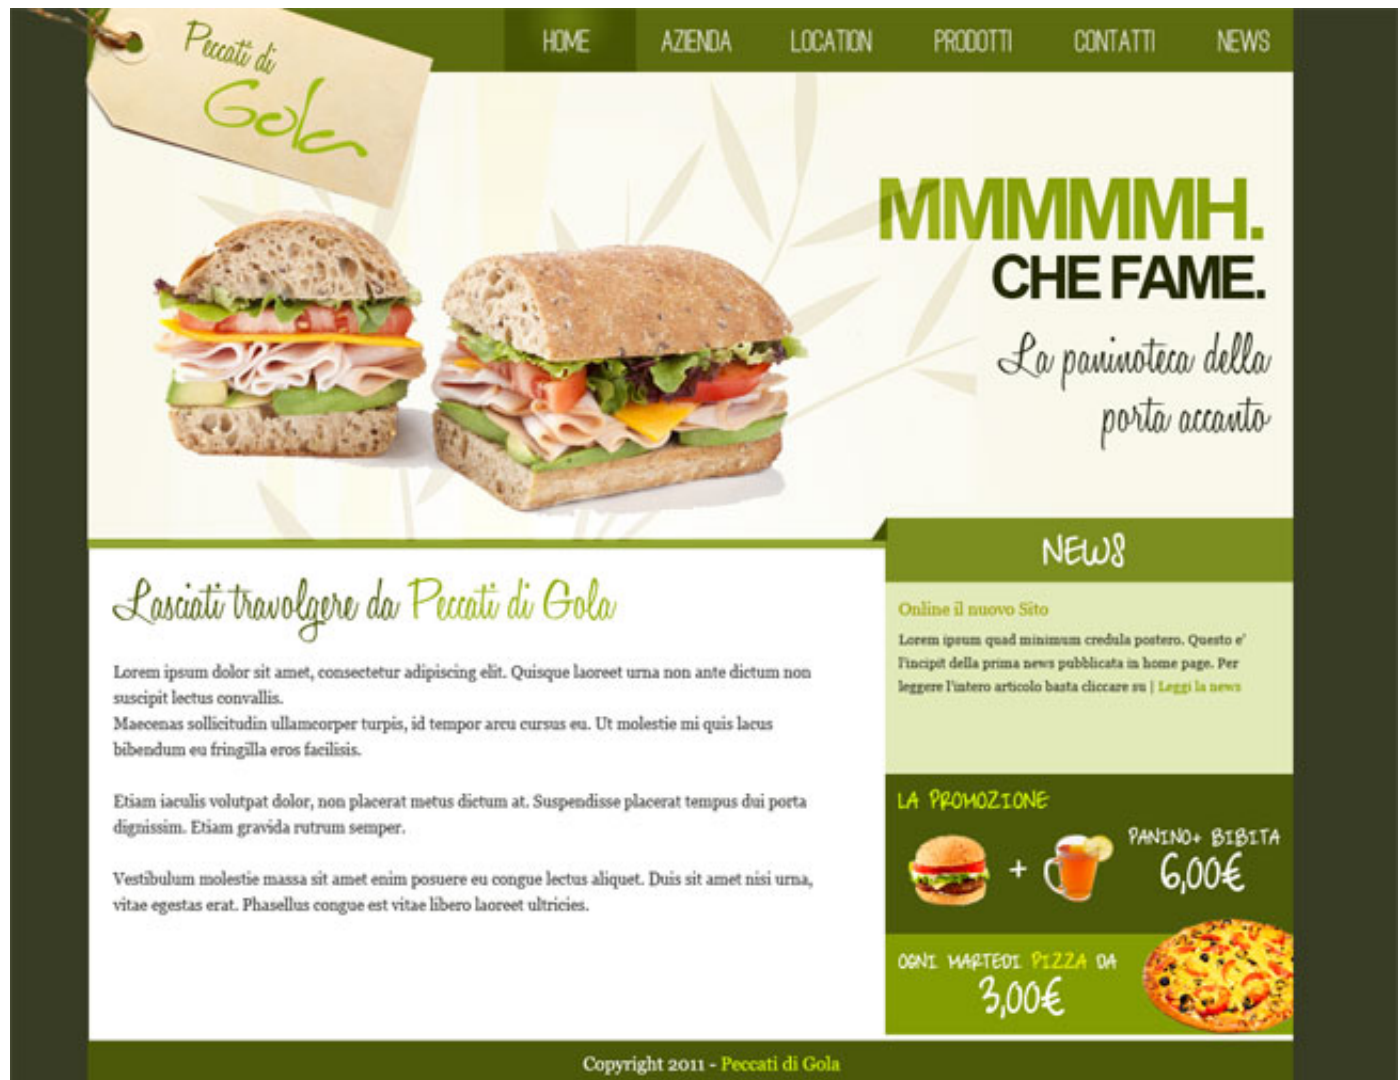 Peccati di
Gola
HOME AZIENDA LOCATION PRODOTTI CONTATTI NEWS
MMMMMH.
CHE FAME.
La paninoteca della
porta accanto
Lasciati travolgere da Peccati di Gola
Lorem ipsum dolor sit amet, consectetur adipiscing elit. Quisque laoreet urna non ante dictum non
suscipit lectus convallis.
Maecenas sollicitudin ullamcorper turpis, id tempor arcu cursus eu. Ut molestie mi quis lacus
bibendum eu fringilla eros facilisis.
Etiam iaculis volutpat dolor, non placerat metus dictum at. Suspendisse placerat tempus dui porta
dignissim. Etiam gravida rutrum semper.
Vestibulum molestie massa sit amet enim posuere eu congue lectus aliquet. Duis sit amet nisi urna,
vitae egestas erat. Phasellus congue est vitae libero laoreet ultricies.
NEWS
Online il nuovo Sito
Lorem ipsum quad minimum credula postero. Questo e'
l'incipit della prima news pubblicata in home page. Per
leggere l'intero articolo basta cliccare su | Leggi la news
LA PROMOZIONE
+
PANINO+ BIBITA
6,00€
OGNI MARTEDI PIZZA DA
3,00€
Copyright 2011 - Peccati di Gola